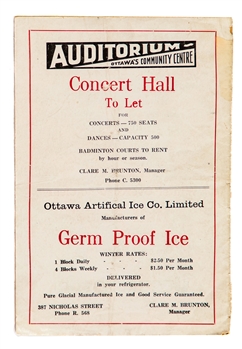 AUDITORIUM
OTTAWA'S COMMUNITY CENTRE
Concert Hall
To Let
FOR
CONCERTS — 750 SEATS
AND
DANCES — CAPACITY 500
BADMINTON COURTS TO RENT
by hour or season.
CLARE M. BRUNTON, Manager
Phone C. 5300
Ottawa Artifical Ice Co. Limited
Manufacturers of
Germ Proof Ice
WINTER RATES:
1 Block Daily - - - $2.50 Per Month
4 Blocks Weekly - - - $1.50 Per Month
DELIVERED
in your refrigerator.
Pure Glacial Manufactured Ice and Good Service Guaranteed.
387 NICHOLAS STREET CLARE M. BRUNTON,
Phone R. 568 Manager